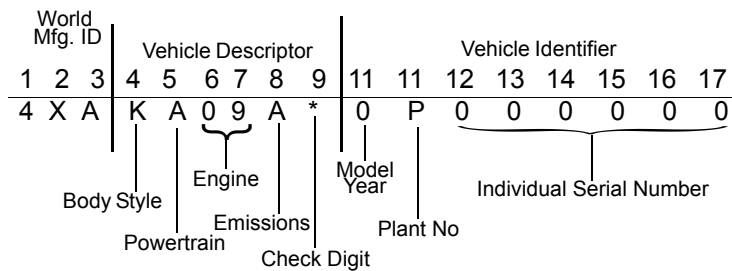 World
Mfg. ID
Vehicle Descriptor
Vehicle Identifier
1 2 3 4 5 6 7 8 9 11 11 12 13 14 15 16 17
4 X A K A 0 9 A * 0 P 0 0 0 0 0 0
Body Style
Powertrain
Engine
Emissions
Check Digit
Model
Year
Plant No
Individual Serial Number